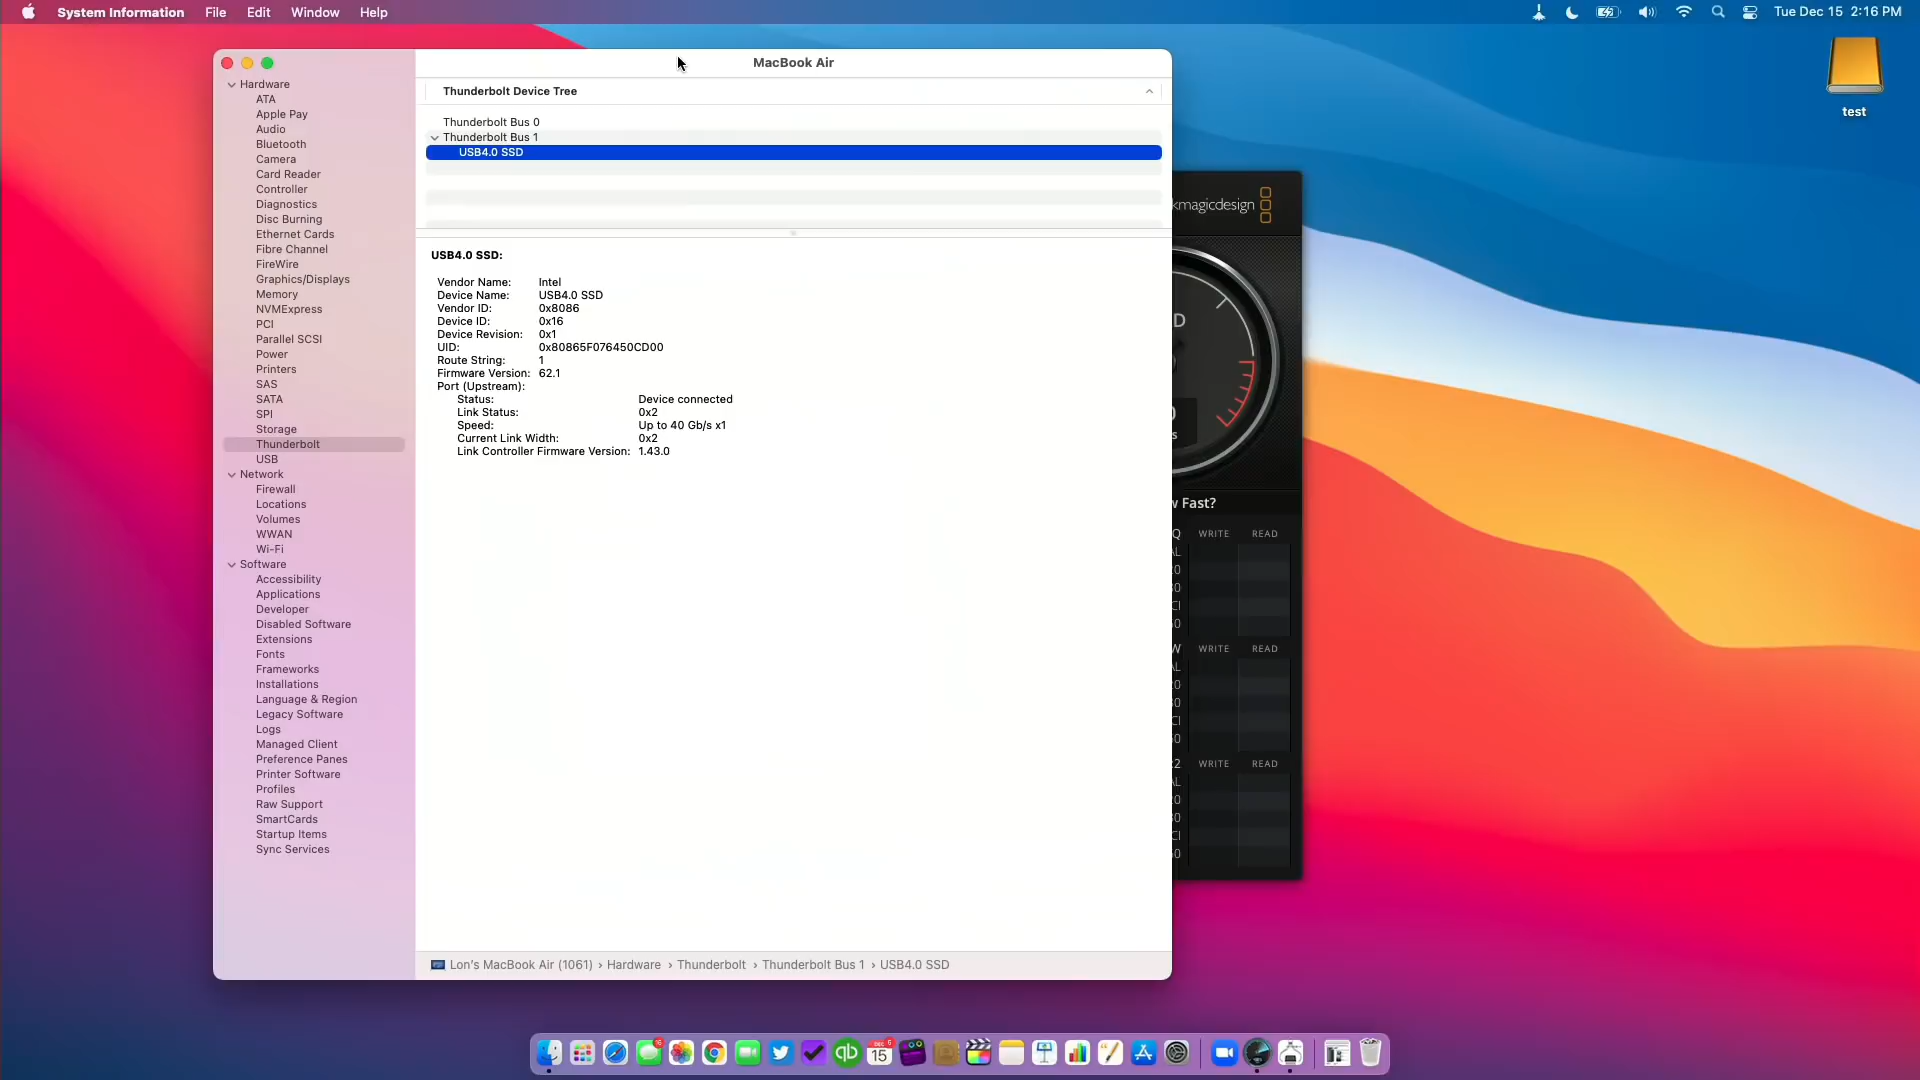 System Information File Edit Window Help
Tue Dec 15 2:16 PM
test
MacBook Air
Hardware
ATA
Apple Pay
Audio
Bluetooth
Camera
Card Reader
Controller
Diagnostics
Disc Burning
Ethernet Cards
Fibre Channel
FireWire
Graphics/Displays
Memory
NVMExpress
PCI
Parallel SCSI
Power
Printers
SAS
SATA
SPI
Storage
Thunderbolt
USB
Network
Firewall
Locations
Volumes
WWAN
Wi-Fi
Software
Accessibility
Applications
Developer
Disabled Software
Extensions
Fonts
Frameworks
Installations
Language & Region
Legacy Software
Logs
Managed Client
Preference Panes
Printer Software
Profiles
Raw Support
SmartCards
Startup Items
Sync Services
Thunderbolt Device Tree
Thunderbolt Bus 0
Thunderbolt Bus 1
USB4.0 SSD
USB4.0 SSD:
Vendor Name: Intel
Device Name: USB4.0 SSD
Vendor ID: 0x8086
Device ID: 0x16
Device Revision: 0x1
UID: 0x80865F076450CD00
Route String: 1
Firmware Version: 62.1
Port (Upstream):
Status: Device connected
Link Status: 0x2
Speed: Up to 40 Gb/s x1
Current Link Width: 0x2
Link Controller Firmware Version: 1.43.0
Lon's MacBook Air (1061) › Hardware › Thunderbolt › Thunderbolt Bus 1 › USB4.0 SSD
kmagicdesign
D
s
w Fast?
WRITE READ
WRITE READ
WRITE READ
DEC
15